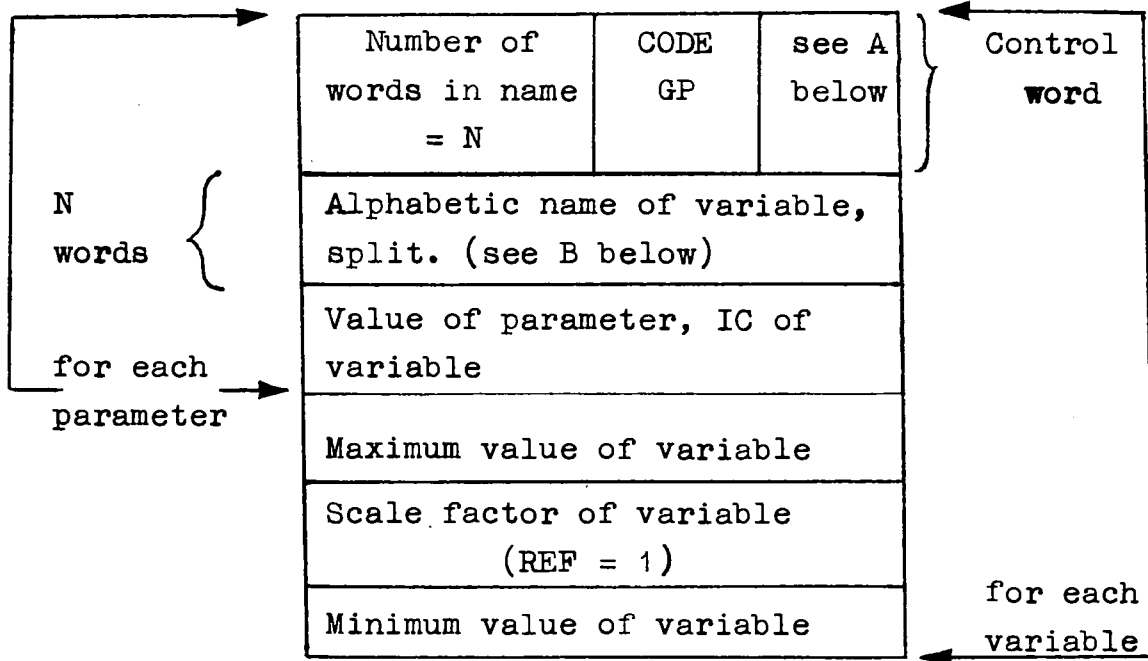 Number of words in name = N
CODE GP
see A below
Control word
N words
Alphabetic name of variable, split. (see B below)
Value of parameter, IC of variable
for each parameter
Maximum value of variable
Scale factor of variable (REF = 1)
Minimum value of variable
for each variable